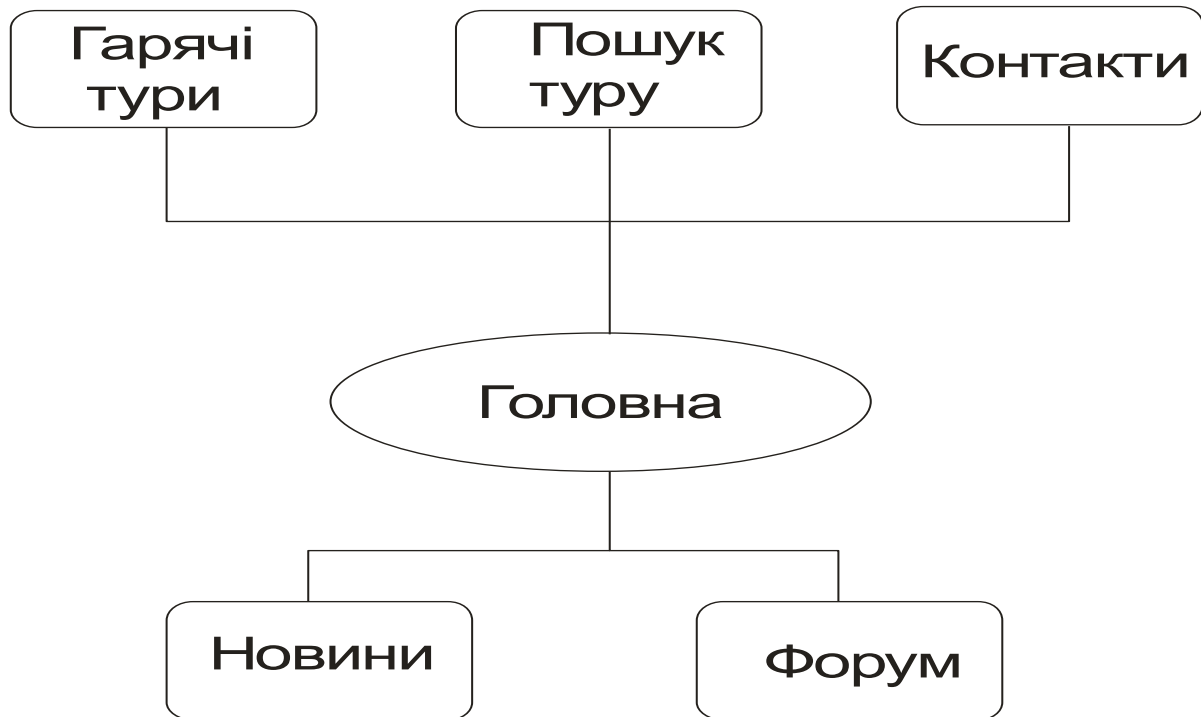 Гарячі
тури
Пошук
туру
Контакти
Головна
Новини
Форум